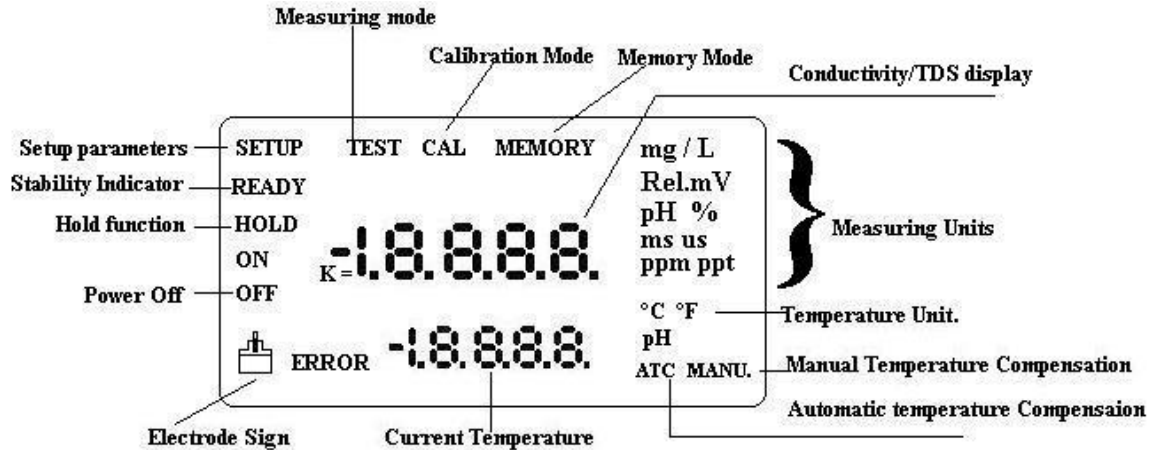 Measuring mode
Calibration Mode
Memory Mode
Conductivity/TDS display
Setup parameters
SETUP
TEST
CAL
MEMORY
mg / L
Stability Indicator
READY
Rel.mV
Hold function
HOLD
pH %
ms us
Measuring Units
ON
K = -1.8.8.8.8.
ppm ppt
Power Off
OFF
°C °F
Temperature Unit.
pH
ERROR
-1.8.8.8.8.
ATC MANU.
Manual Temperature Compensation
Automatic temperature Compensaion
Electrode Sign
Current Temperature